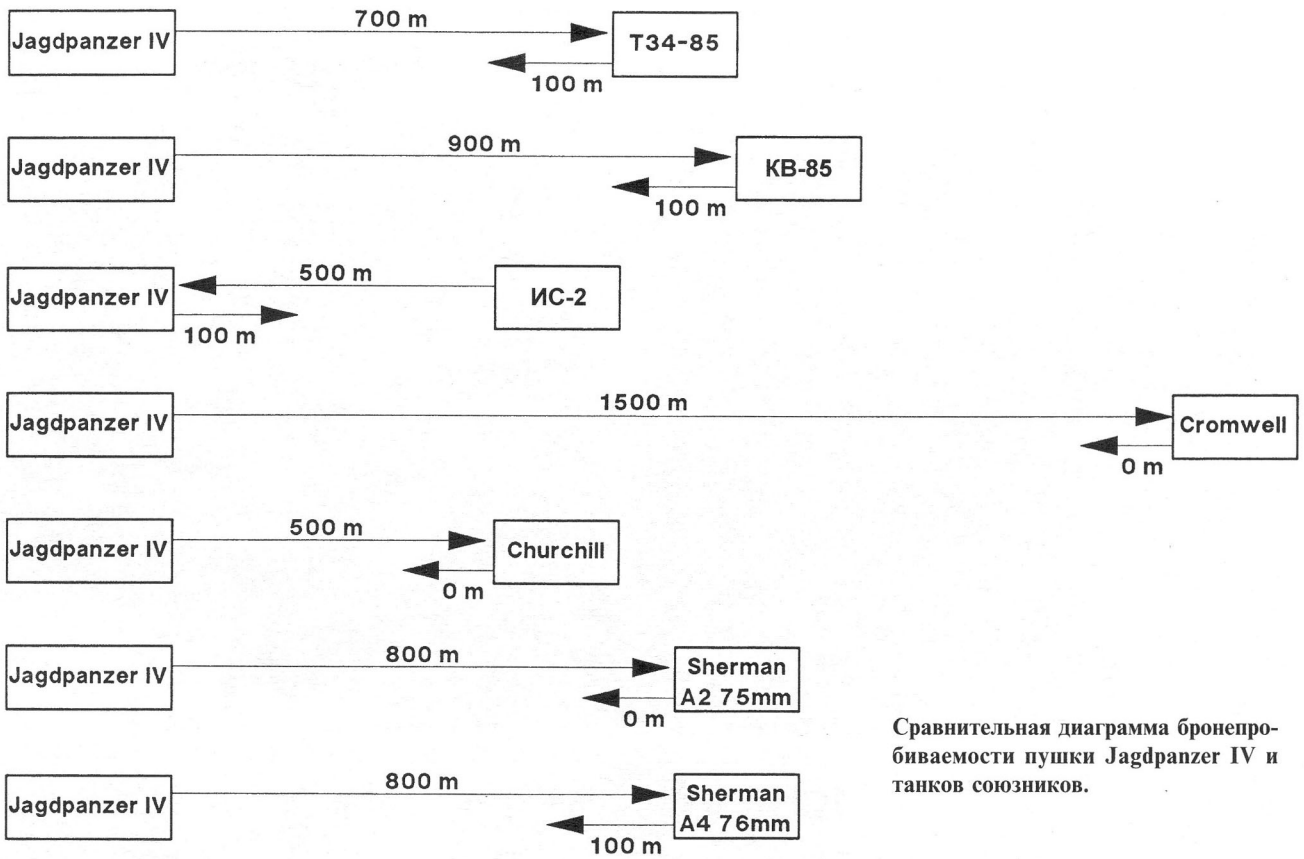 700 m
Jagdpanzer IV
T34-85
100 m
900 m
Jagdpanzer IV
КВ-85
100 m
500 m
Jagdpanzer IV
ИС-2
100 m
1500 m
Jagdpanzer IV
Cromwell
0 m
500 m
Jagdpanzer IV
Churchill
0 m
800 m
Jagdpanzer IV
Sherman
A2 75mm
0 m
800 m
Jagdpanzer IV
Sherman
A4 76mm
100 m
Сравнительная диаграмма бронепро-
биваемости пушки Jagdpanzer IV и
танков союзников.